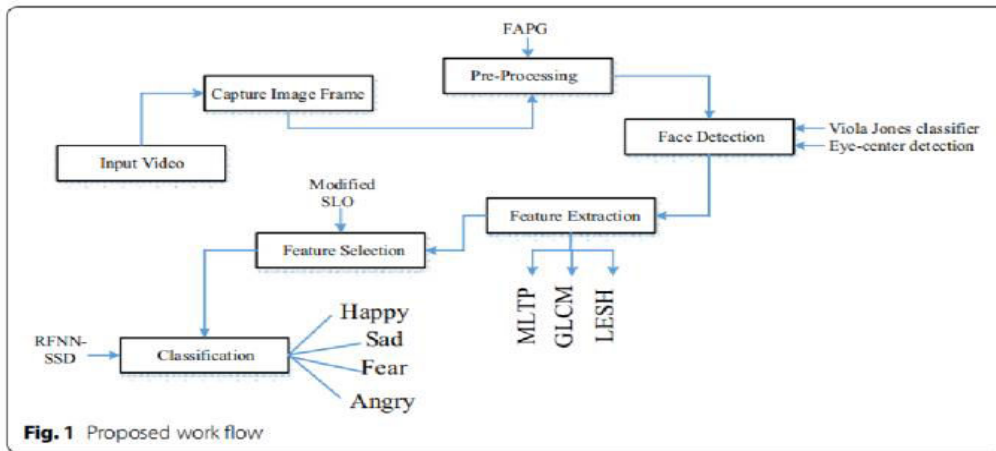 FAPG
Pre-Processing
Capture Image Frame
Input Video
Face Detection
Viola Jones classifier
Eye-center detection
Feature Extraction
MLTP
GLCM
LESH
Modified
SLO
Feature Selection
RFNN-
SSD
Classification
Happy
Sad
Fear
Angry
Fig. 1 Proposed work flow